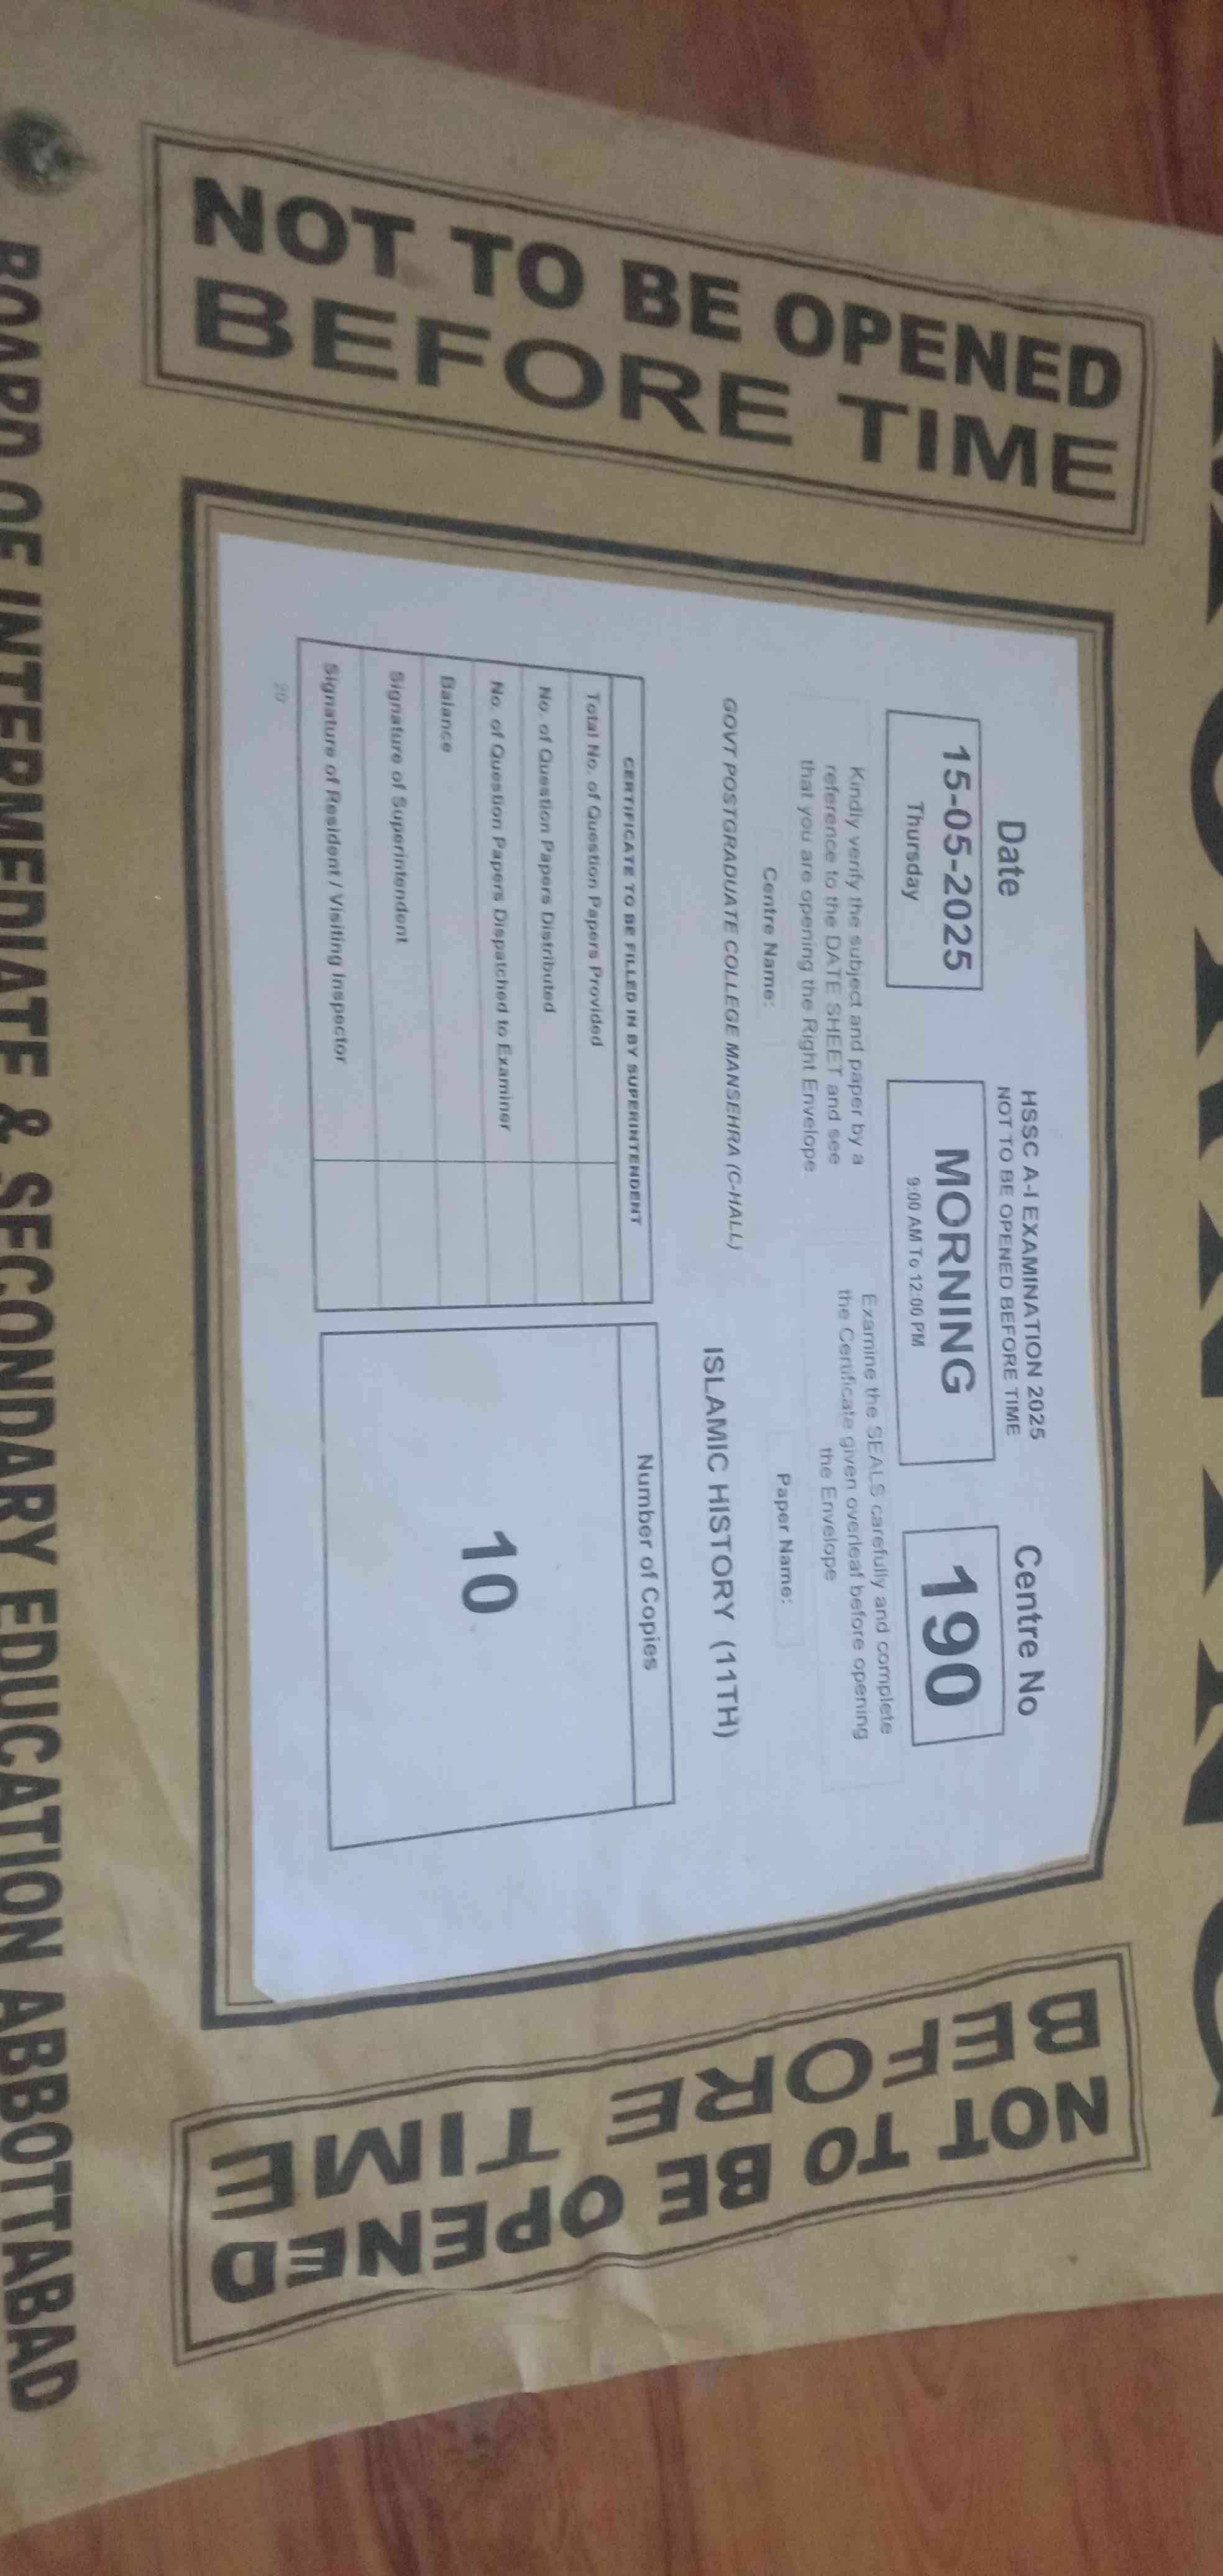 MORNING
NOT TO BE OPENED
BEFORE TIME
Date
15-05-2025
Thursday
HSSC A-I EXAMINATION 2025
NOT TO BE OPENED BEFORE TIME
MORNING
9:00 AM To 12:00 PM
Centre No
190
Kindly verify the subject and paper by a
reference to the DATE SHEET and see
that you are opening the Right Envelope
Examine the SEALS carefully and complete
the Certificate given overleaf before opening
the Envelope
Centre Name:
GOVT POSTGRADUATE COLLEGE MANSEHRA (C-HALL)
Paper Name:
ISLAMIC HISTORY (11TH)
CERTIFICATE TO BE FILLED IN BY SUPERINTENDENT
Total No. of Question Papers Provided
No. of Question Papers Distributed
No. of Question Papers Dispatched to Examiner
Balance
Signature of Superintendent
Signature of Resident / Visiting Inspector
Number of Copies
10
20
NOT TO BE OPENED
BEFORE TIME
BOARD OF INTERMEDIATE & SECONDARY EDUCATION ABBOTTABAD